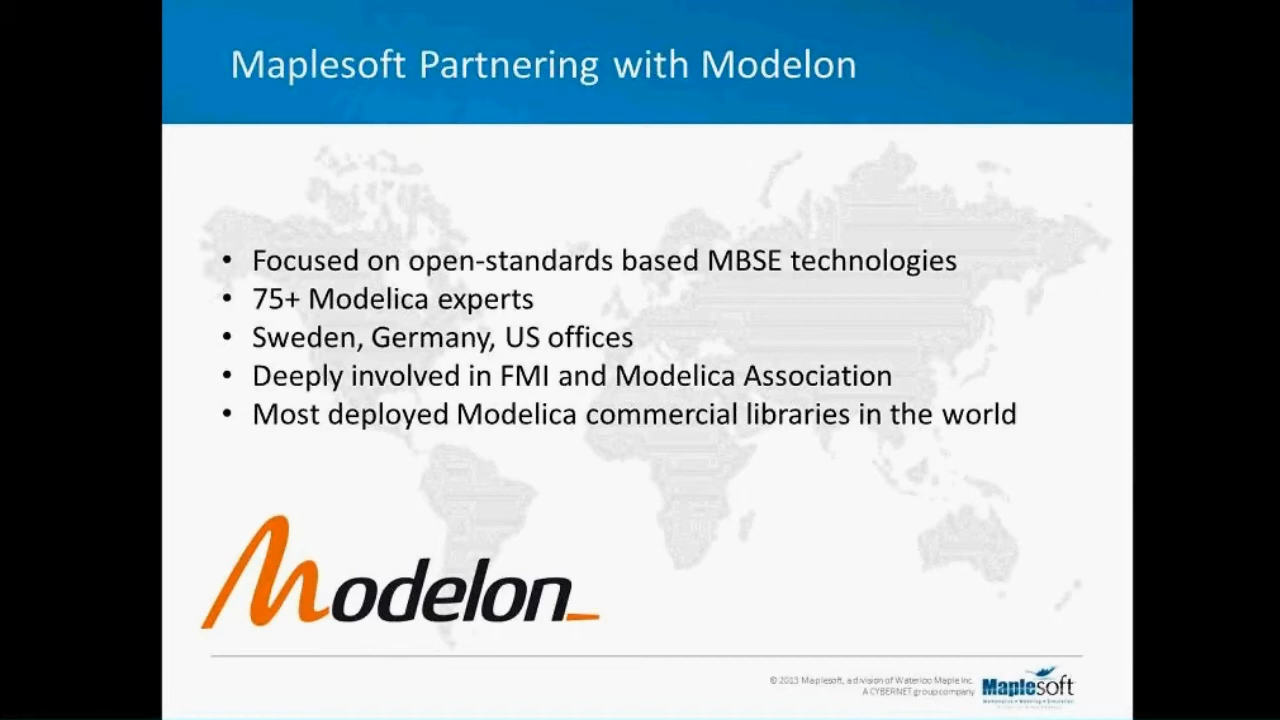 Maplesoft Partnering with Modelon
• Focused on open-standards based MBSE technologies
• 75+ Modelica experts
• Sweden, Germany, US offices
• Deeply involved in FMI and Modelica Association
• Most deployed Modelica commercial libraries in the world
Modelon
© 2013 Maplesoft, a division of Waterloo Maple Inc.
A CYBERNET group company
Maplesoft